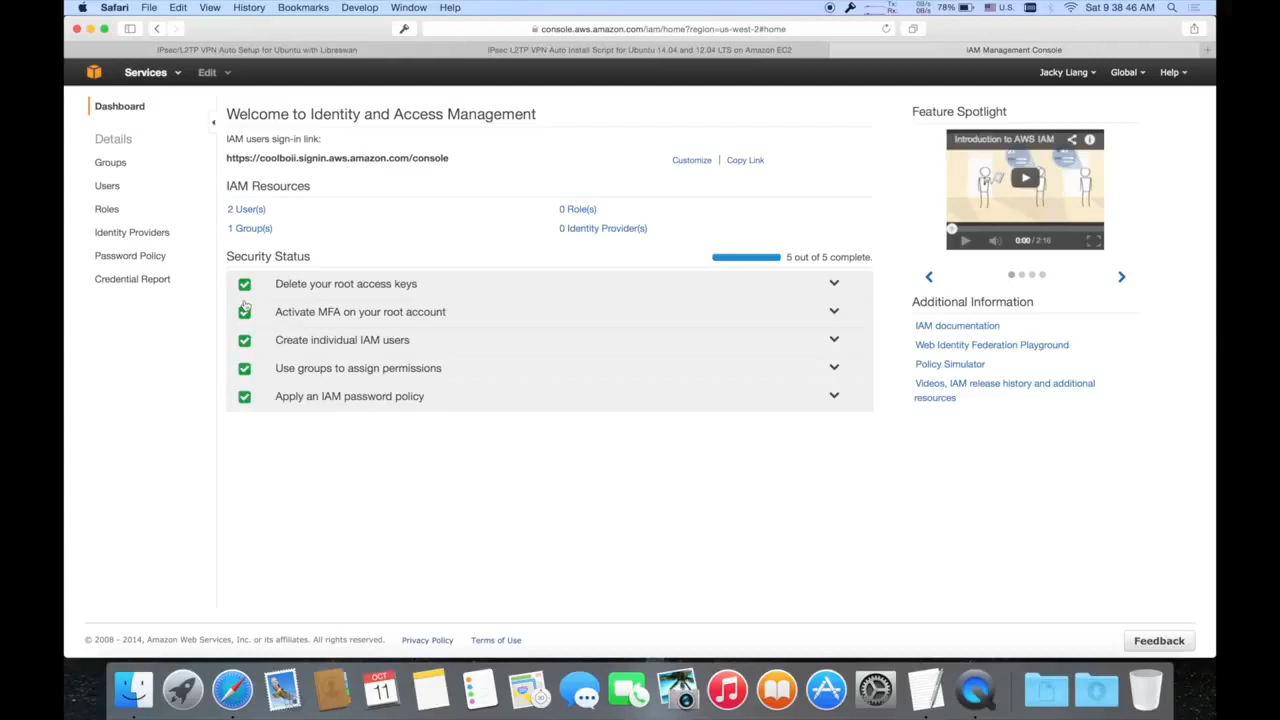 Safari File Edit View History Bookmarks Develop Window Help
Tx: 0B/s
Rx: 0B/s
78% U.S. Sat 9 38 46 AM
console.aws.amazon.com/iam/home?region=us-west-2#home
IPsec/L2TP VPN Auto Setup for Ubuntu with Libreswan
IPsec L2TP VPN Auto Install Script for Ubuntu 14.04 and 12.04 LTS on Amazon EC2
IAM Management Console
Services Edit Jacky Liang Global Help
Dashboard
Details
Groups
Users
Roles
Identity Providers
Password Policy
Credential Report
Welcome to Identity and Access Management
IAM users sign-in link:
https://coolboii.signin.aws.amazon.com/console
Customize | Copy Link
IAM Resources
2 User(s) 0 Role(s)
1 Group(s) 0 Identity Provider(s)
Security Status 5 out of 5 complete.
Delete your root access keys
Activate MFA on your root account
Create individual IAM users
Use groups to assign permissions
Apply an IAM password policy
Feature Spotlight
Introduction to AWS IAM
0:00 / 2:16
Additional Information
IAM documentation
Web Identity Federation Playground
Policy Simulator
Videos, IAM release history and additional
resources
© 2008 - 2014, Amazon Web Services, Inc. or its affiliates. All rights reserved. Privacy Policy Terms of Use
Feedback
OCT
11